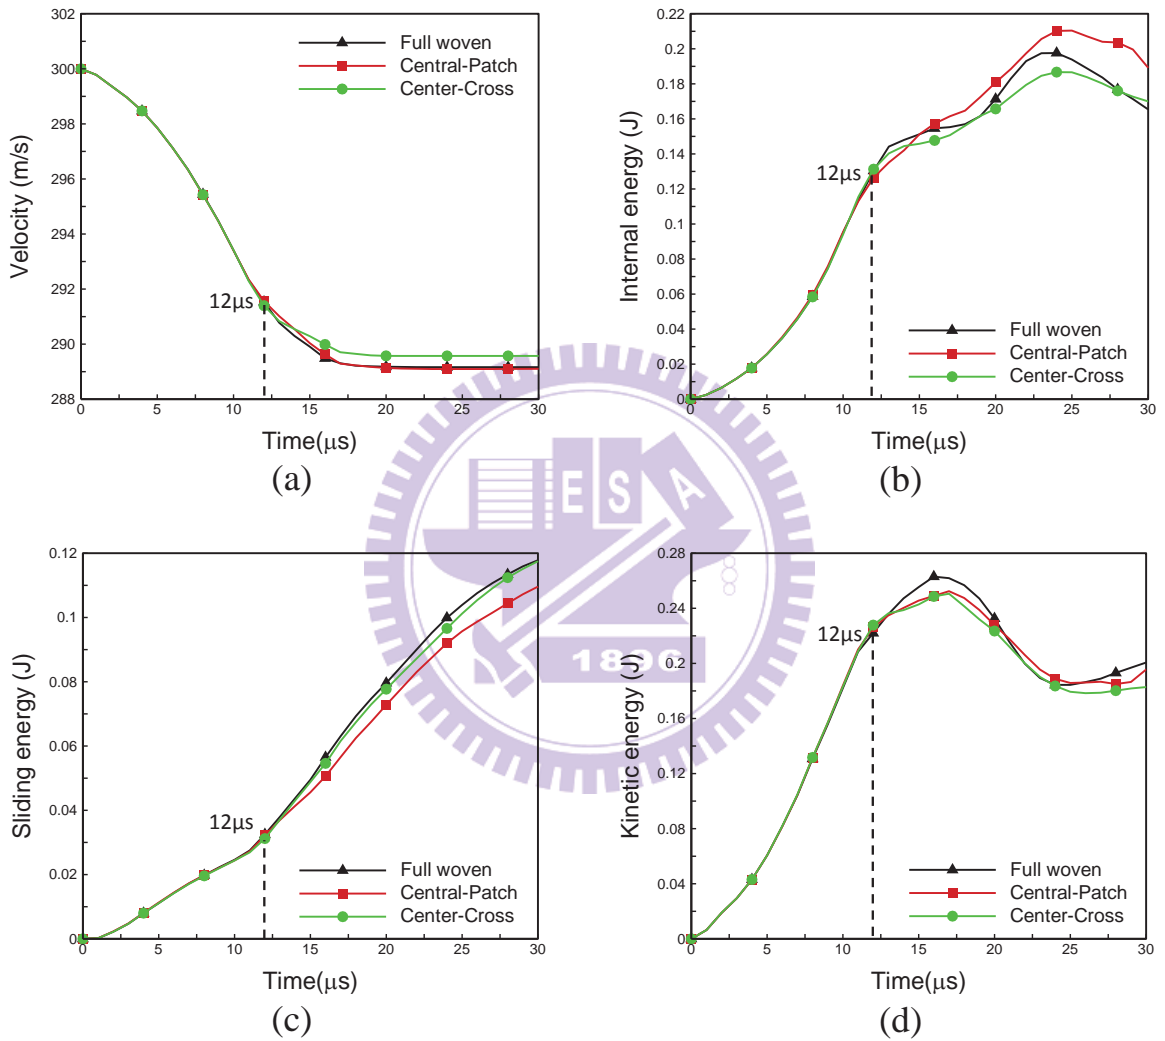 302
300
298
296
294
292
290
288
0
5
10
15
20
25
30
Velocity (m/s)
Time(μs)
Full woven
Central-Patch
Center-Cross
12μs
(a)
0.22
0.2
0.18
0.16
0.14
0.12
0.1
0.08
0.06
0.04
0.02
0
0
5
10
15
20
25
30
Internal energy (J)
Time(μs)
12μs
Full woven
Central-Patch
Center-Cross
(b)
E S A
1896
0.12
0.1
0.08
0.06
0.04
0.02
0
0
5
10
15
20
25
30
Sliding energy (J)
Time(μs)
12μs
Full woven
Central-Patch
Center-Cross
(c)
0.28
0.24
0.2
0.16
0.12
0.08
0.04
0
0
5
10
15
20
25
30
Kinetic energy (J)
Time(μs)
12μs
Full woven
Central-Patch
Center-Cross
(d)